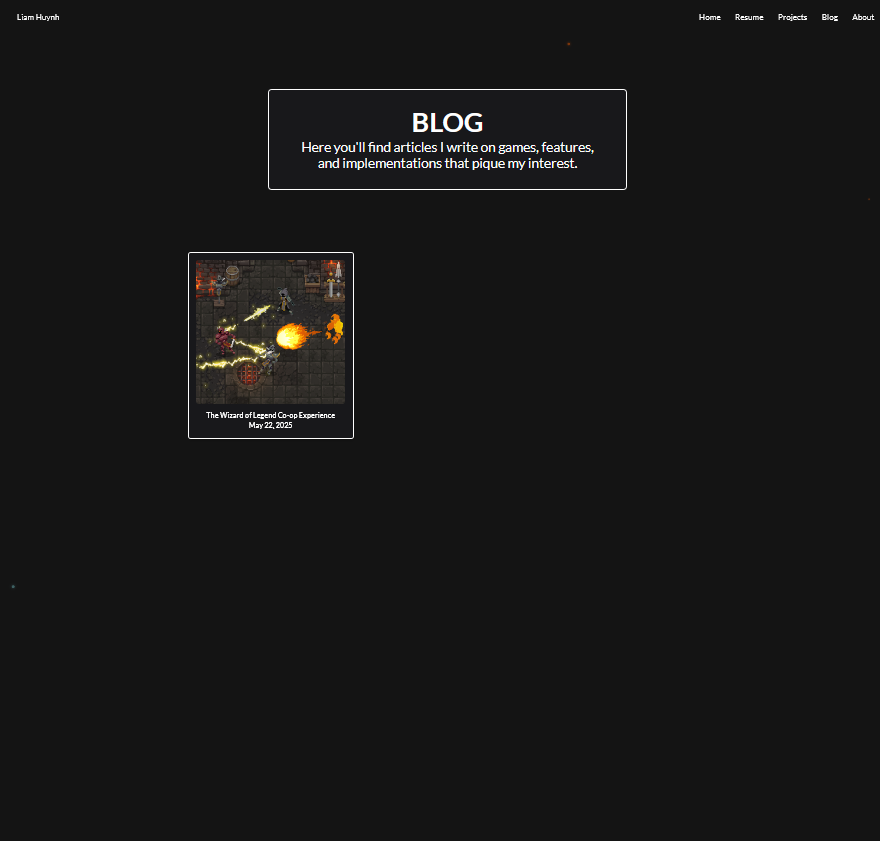 Liam Huynh
Home Resume Projects Blog About
BLOG
Here you'll find articles I write on games, features,
and implementations that pique my interest.
The Wizard of Legend Co-op Experience
May 22, 2025